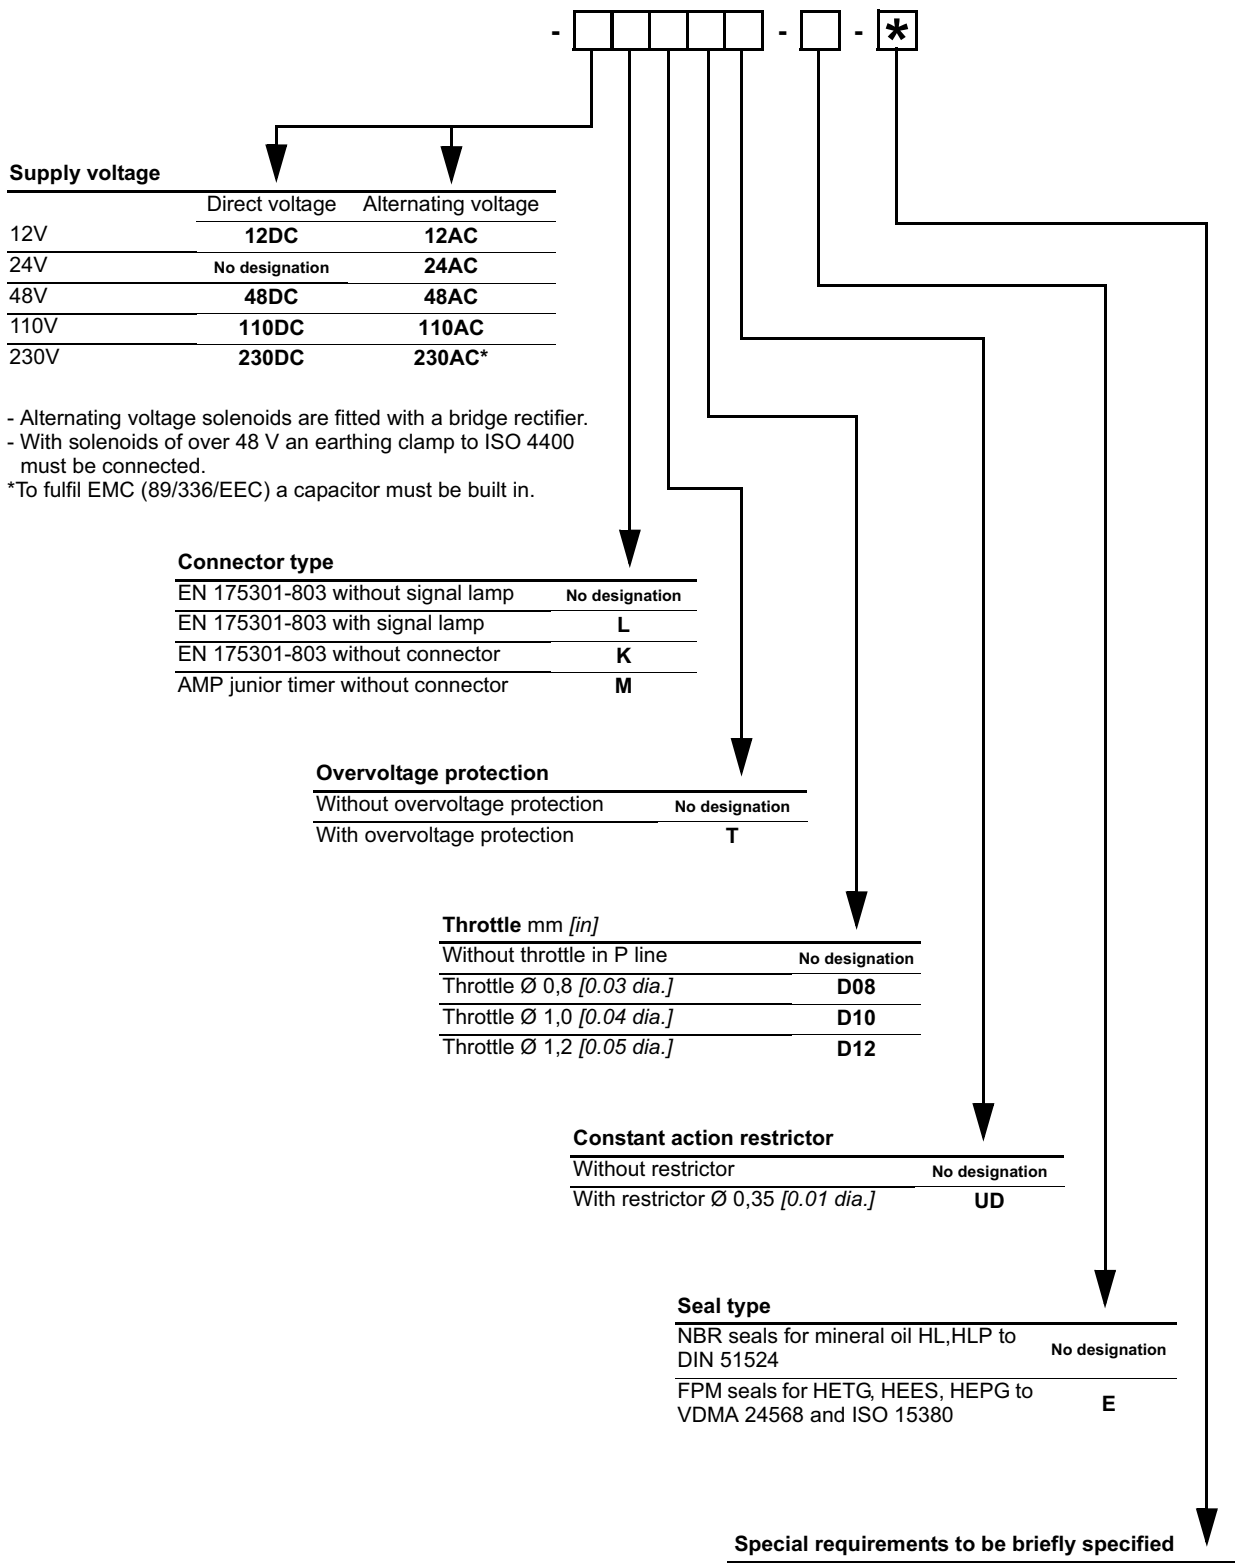 - - - *
Supply voltage
Direct voltage Alternating voltage
12V 12DC 12AC
24V No designation 24AC
48V 48DC 48AC
110V 110DC 110AC
230V 230DC 230AC*
- Alternating voltage solenoids are fitted with a bridge rectifier.
- With solenoids of over 48 V an earthing clamp to ISO 4400
must be connected.
*To fulfil EMC (89/336/EEC) a capacitor must be built in.
Connector type
EN 175301-803 without signal lamp No designation
EN 175301-803 with signal lamp L
EN 175301-803 without connector K
AMP junior timer without connector M
Overvoltage protection
Without overvoltage protection No designation
With overvoltage protection T
Throttle mm [in]
Without throttle in P line No designation
Throttle Ø 0,8 [0.03 dia.] D08
Throttle Ø 1,0 [0.04 dia.] D10
Throttle Ø 1,2 [0.05 dia.] D12
Constant action restrictor
Without restrictor No designation
With restrictor Ø 0,35 [0.01 dia.] UD
Seal type
NBR seals for mineral oil HL,HLP to
DIN 51524 No designation
FPM seals for HETG, HEES, HEPG to
VDMA 24568 and ISO 15380 E
Special requirements to be briefly specified